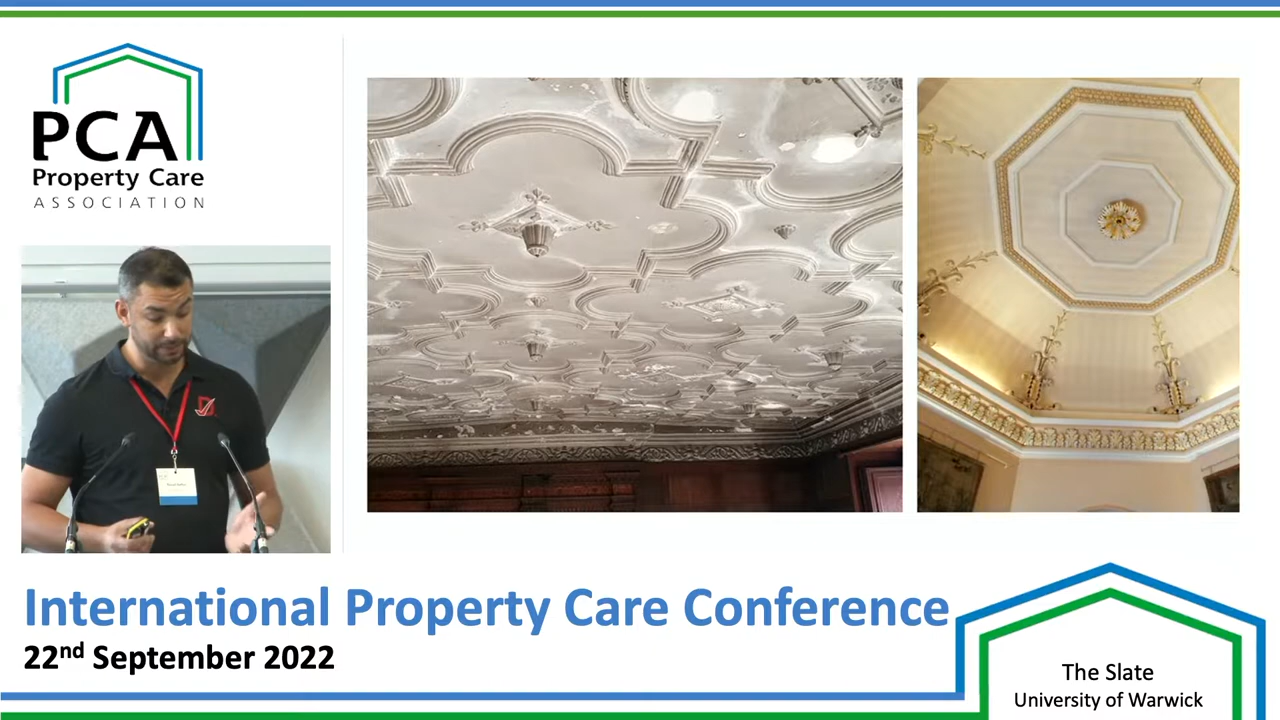 PCA
Property Care
ASSOCIATION
International Property Care Conference
22nd September 2022
The Slate
University of Warwick